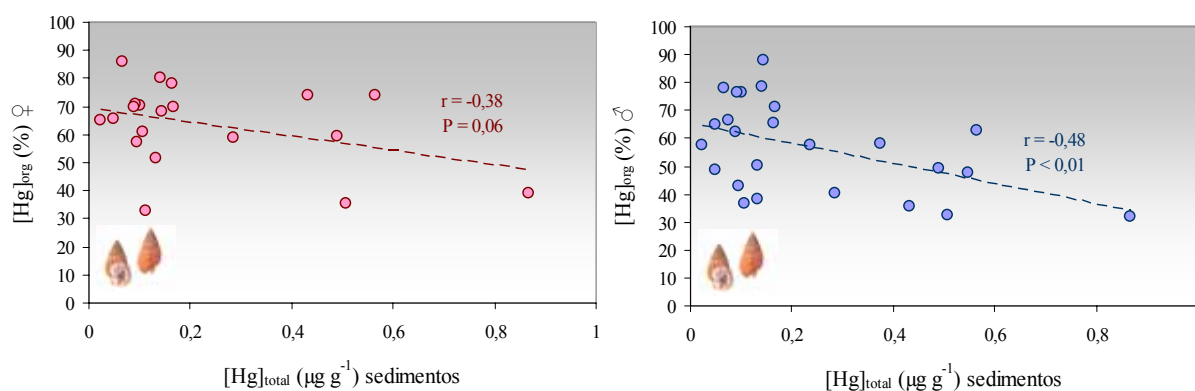 [Hg]org (%) ♀
100
90
80
70
60
50
40
30
20
10
0
r = -0,38
P = 0,06
0 0,2 0,4 0,6 0,8 1
[Hg]total (µg g-1) sedimentos
[Hg]org (%) ♂
100
90
80
70
60
50
40
30
20
10
0
r = -0,48
P < 0,01
0 0,2 0,4 0,6 0,8
[Hg]total (µg g-1) sedimentos